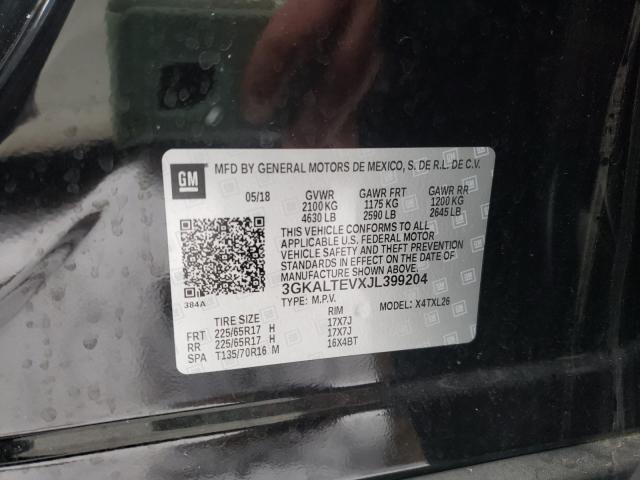 GM
MFD BY GENERAL MOTORS DE MEXICO, S. DE R.L. DE C.V.
05/18 GVWR GAWR FRT GAWR RR
2100 KG 1175 KG 1200 KG
4630 LB 2590 LB 2645 LB
THIS VEHICLE CONFORMS TO ALL
APPLICABLE U.S. FEDERAL MOTOR
VEHICLE SAFETY AND THEFT PREVENTION
STANDARDS IN EFFECT ON THE DATE OF
MANUFACTURE SHOWN ABOVE.
3GKALTEVXJL399204
384A TYPE: M.P.V. MODEL: X4TXL26
TIRE SIZE RIM
FRT 225/65R17 H 17X7J
RR 225/65R17 H 17X7J
SPA T135/70R16 M 16X4BT